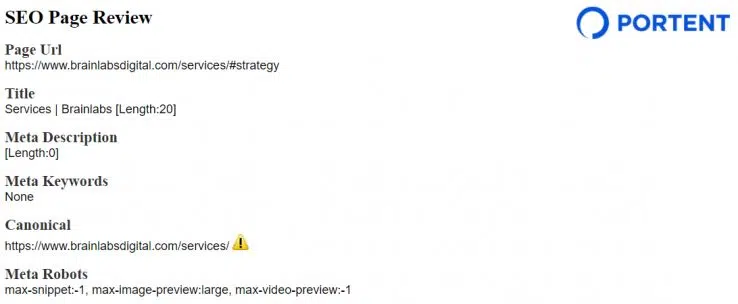 SEO Page Review
PORTENT
Page Url
https://www.brainlabsdigital.com/services/#strategy
Title
Services | Brainlabs [Length:20]
Meta Description
[Length:0]
Meta Keywords
None
Canonical
https://www.brainlabsdigital.com/services/
Meta Robots
max-snippet:-1, max-image-preview:large, max-video-preview:-1